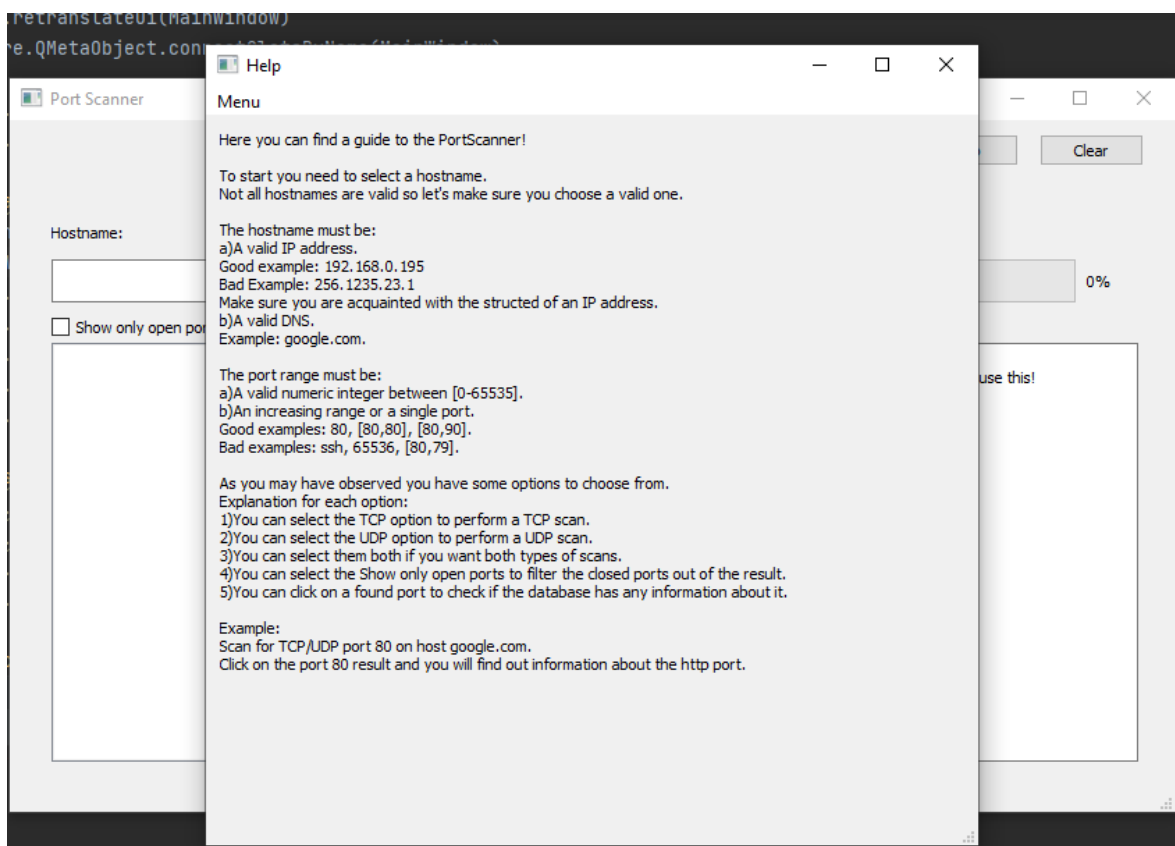 .retranslateUi(MainWindow)
re.QMetaObject.connectSlotsByName(MainWindow)
Help
Port Scanner
Menu
Clear
Here you can find a guide to the PortScanner!
To start you need to select a hostname.
Not all hostnames are valid so let's make sure you choose a valid one.
Hostname:
The hostname must be:
a)A valid IP address.
Good example: 192.168.0.195
Bad Example: 256.1235.23.1
0%
Make sure you are acquainted with the structed of an IP address.
b)A valid DNS.
Show only open por
Example: google.com.
The port range must be:
use this!
a)A valid numeric integer between [0-65535].
b)An increasing range or a single port.
Good examples: 80, [80,80], [80,90].
Bad examples: ssh, 65536, [80,79].
As you may have observed you have some options to choose from.
Explanation for each option:
1)You can select the TCP option to perform a TCP scan.
2)You can select the UDP option to perform a UDP scan.
3)You can select them both if you want both types of scans.
4)You can select the Show only open ports to filter the closed ports out of the result.
5)You can click on a found port to check if the database has any information about it.
Example:
Scan for TCP/UDP port 80 on host google.com.
Click on the port 80 result and you will find out information about the http port.